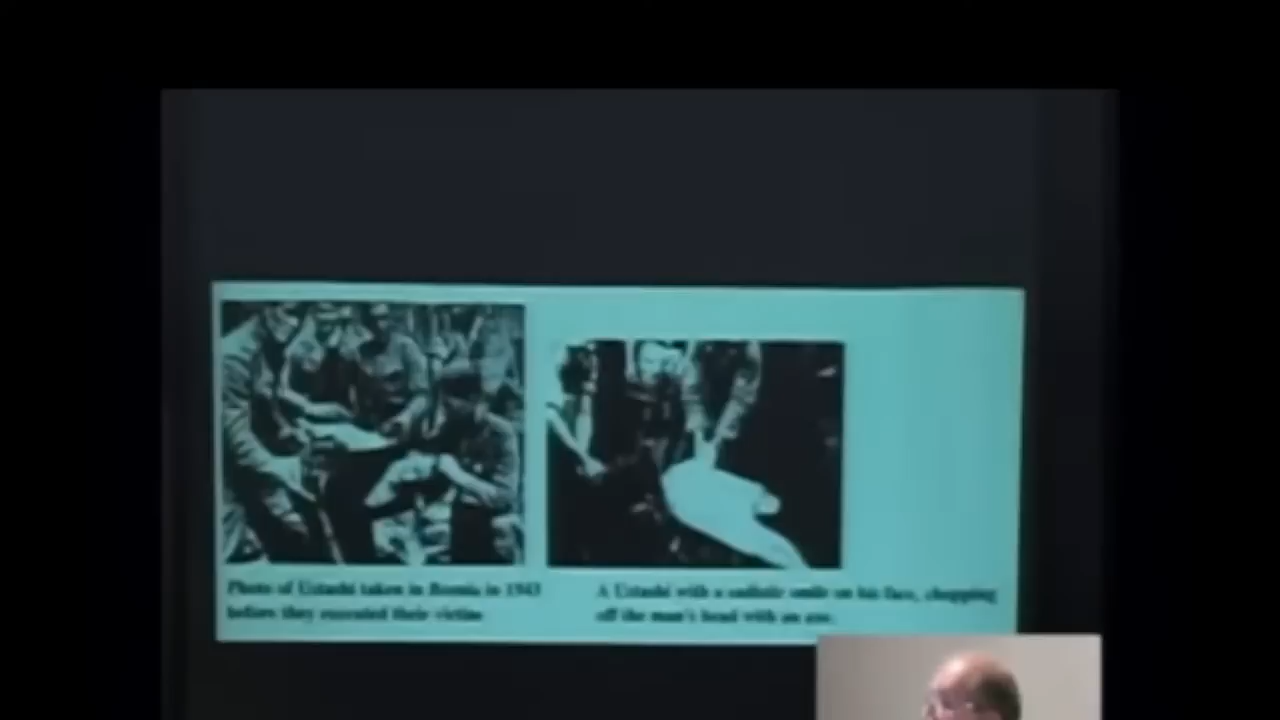 Photo of Ustashi taken in Bosnia in 1943
before they executed their victim
A Ustashi with a sadistic smile on his face, chopping
off the man's head with an axe.